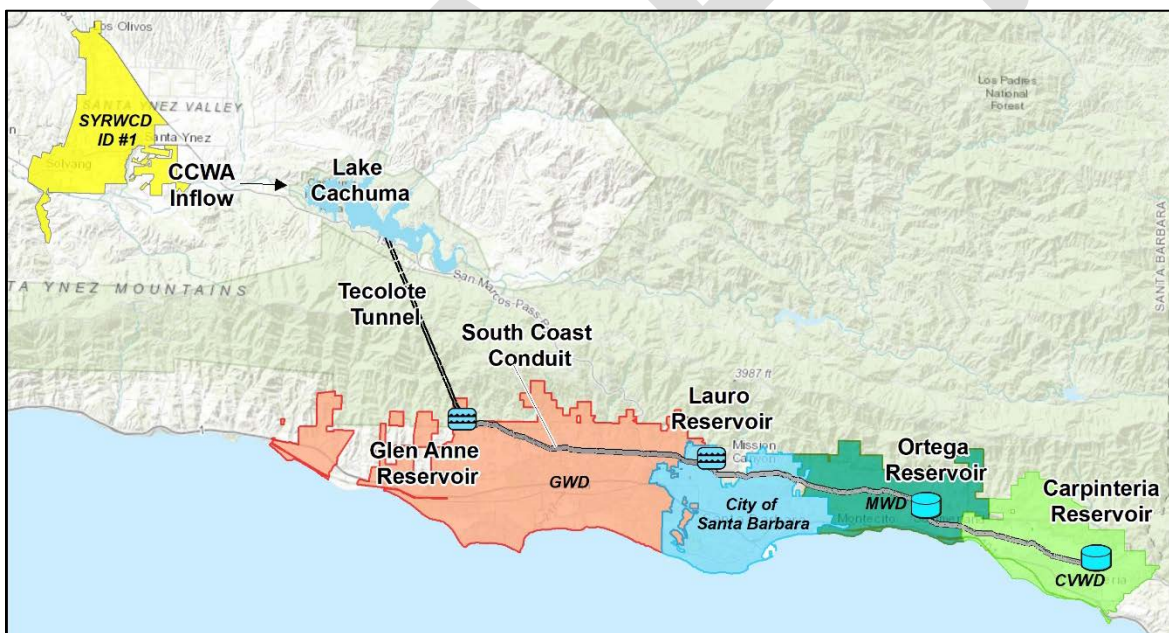 Los Olivos
SANTA YNEZ VALLEY
SYRWCD
ID #1
Santa Ynez
Solvang
CCWA
Inflow
Lake
Cachuma
Los Padres
National
Forest
SANTA BARBARA
TA YNEZ MOUNTAINS
San Marcos-Pass-R
Tecolote
Tunnel
South Coast
Conduit
3987 ft
Lauro
Reservoir
Mission
Canyon
Glen Anne
Reservoir
GWD
City of
Santa Barbara
Ortega
Reservoir
MWD
Montecito
Carpinteria
Reservoir
CVWD